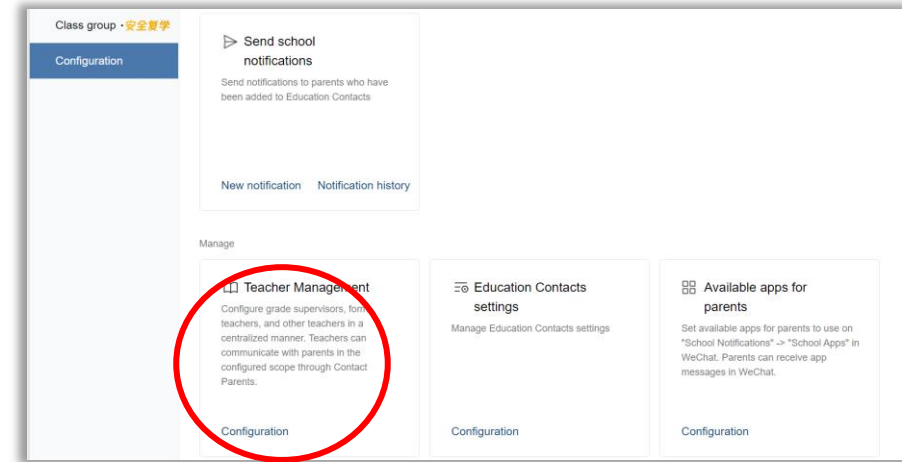 Class group ·安全复学
Configuration
Send school
notifications
Send notifications to parents who have
been added to Education Contacts
New notification Notification history
Manage
Teacher Management
Configure grade supervisors, form
teachers, and other teachers in a
centralized manner. Teachers can
communicate with parents in the
configured scope through Contact
Parents.
Configuration
Education Contacts
settings
Manage Education Contacts settings
Configuration
Available apps for
parents
Set available apps for parents to use on
"School Notifications" -> "School Apps" in
WeChat. Parents can receive app
messages in WeChat.
Configuration